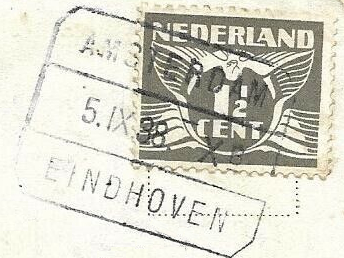 NEDERLAND
1½
CENT
AMSTERDAM
5.IX.38 X B
EINDHOVEN